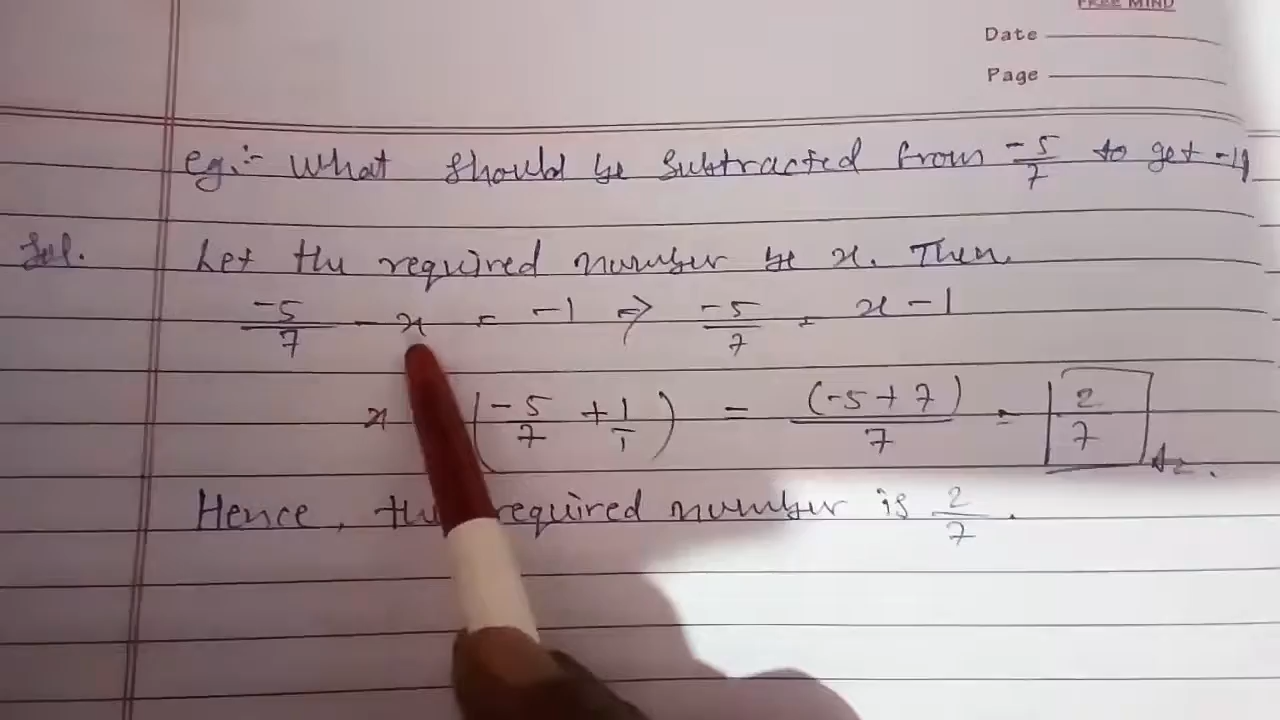 FREE MIND
Date
Page
eg:- What should be subtracted from -5/7 to get -1
Sol. Let the required number be x. Then,
-5/7 - x = -1 ⇒ -5/7 = x - 1
x (-5/7 + 1/1) = (-5+7)/7 = 2/7
Hence, the required number is 2/7.